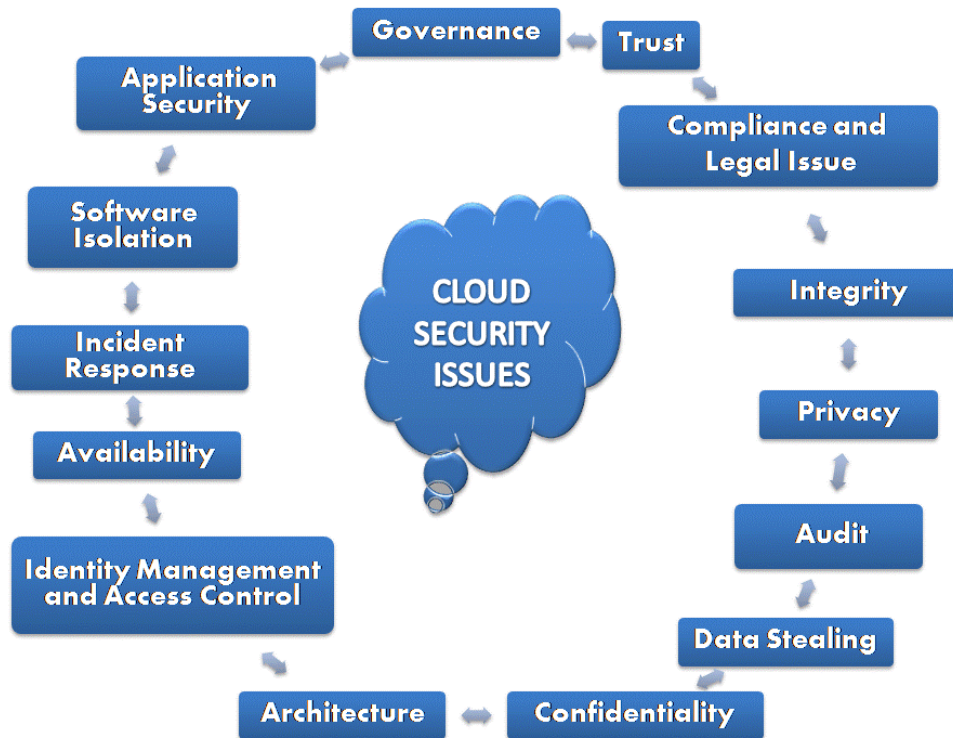 Governance
Trust
Application
Security
Compliance and
Legal Issue
Software
Isolation
CLOUD
SECURITY
ISSUES
Integrity
Incident
Response
Privacy
Availability
Audit
Identity Management
and Access Control
Data Stealing
Architecture
Confidentiality